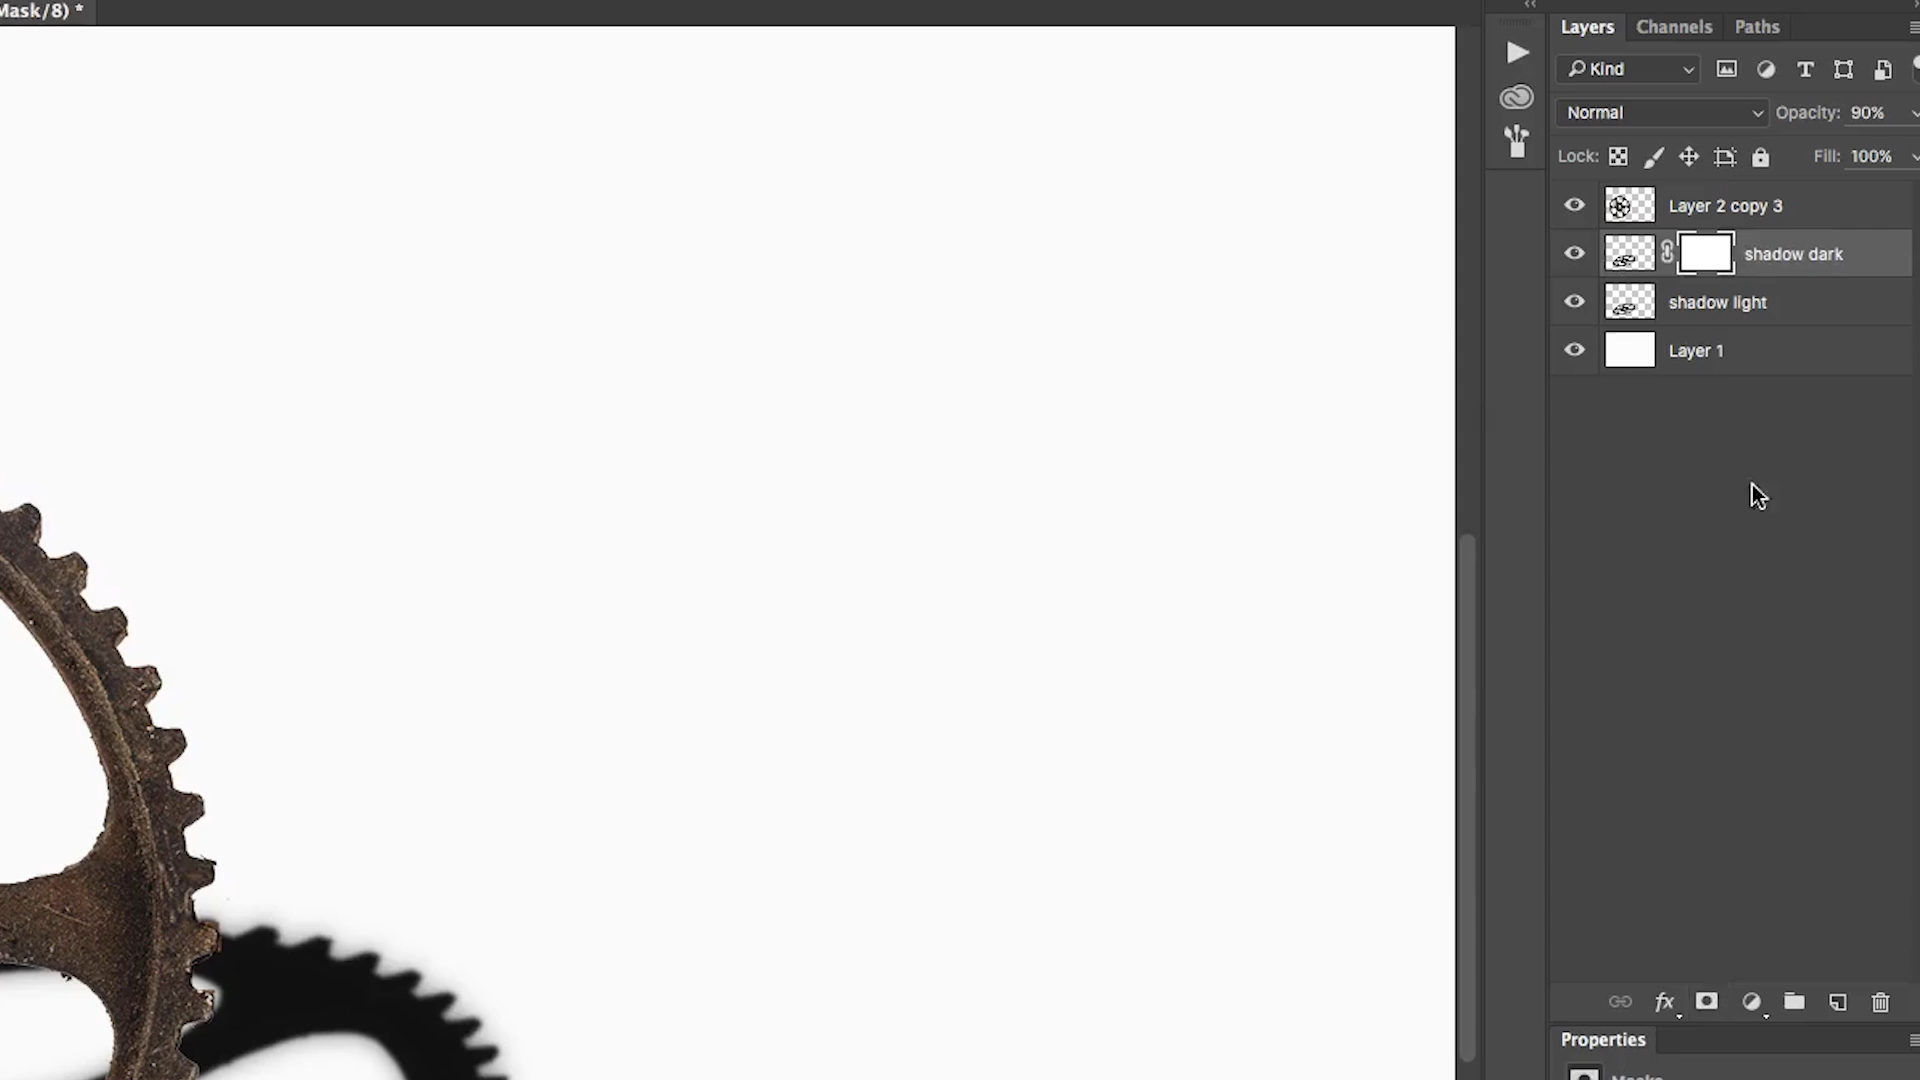 Mask/8) *
Layers Channels Paths
Kind
Normal Opacity: 90%
Lock: Fill: 100%
Layer 2 copy 3
shadow dark
shadow light
Layer 1
fx
Properties